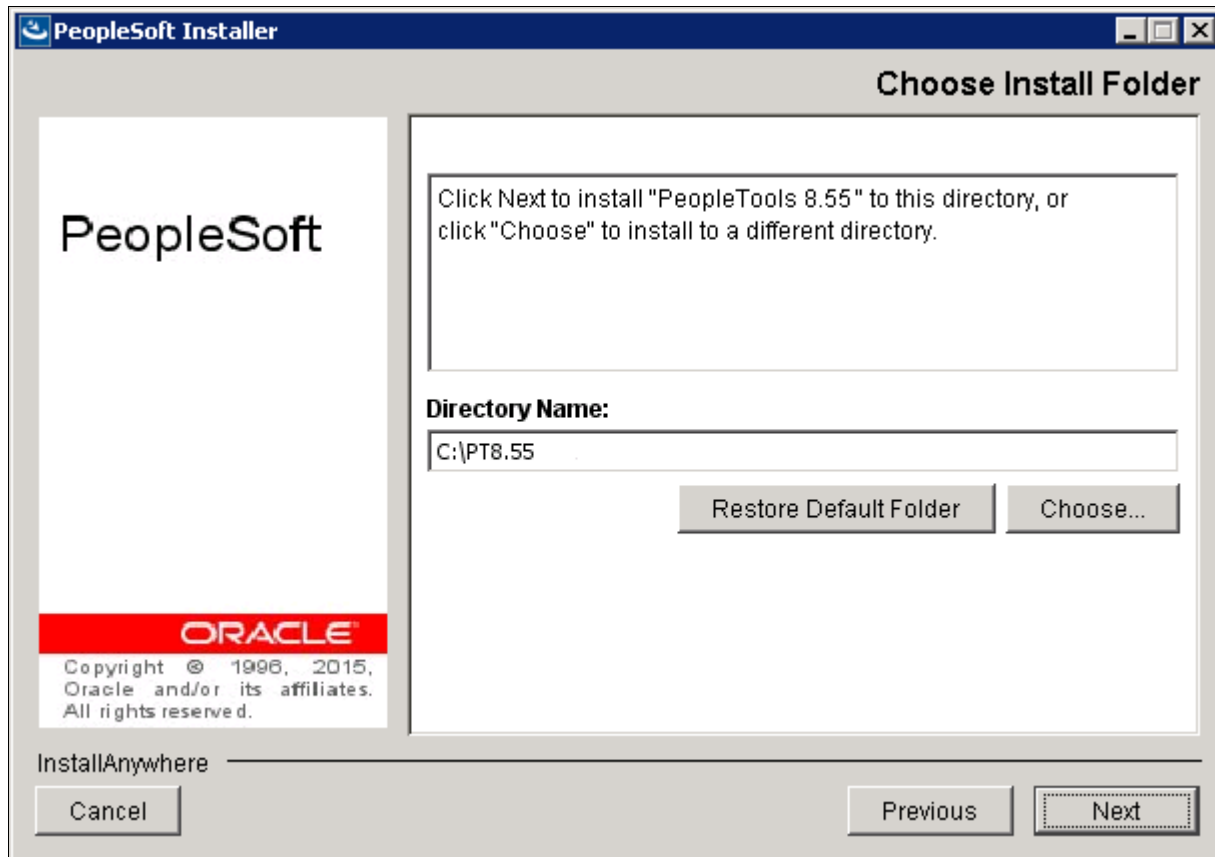 PeopleSoft Installer
Choose Install Folder
PeopleSoft
Click Next to install "PeopleTools 8.55" to this directory, or
click "Choose" to install to a different directory.
Directory Name:
C:\PT8.55
Restore Default Folder
Choose...
ORACLE
Copyright © 1996, 2015,
Oracle and/or its affiliates.
All rights reserved.
InstallAnywhere
Cancel
Previous
Next